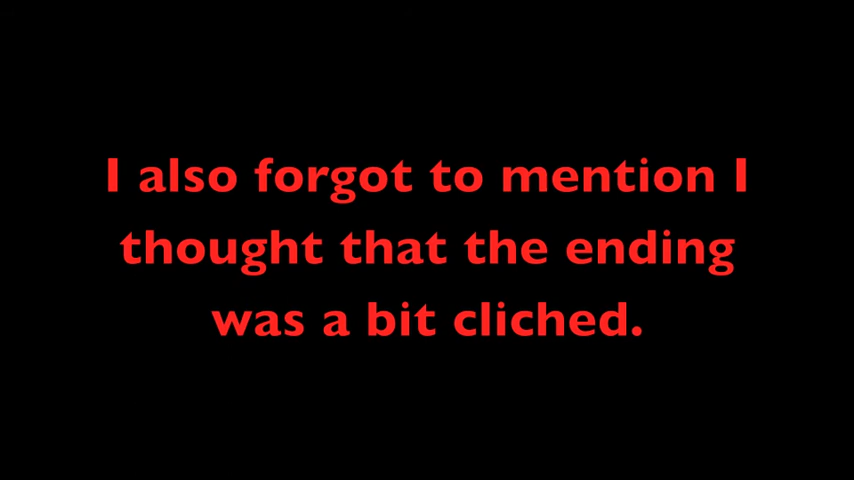 I also forgot to mention I
thought that the ending
was a bit cliched.